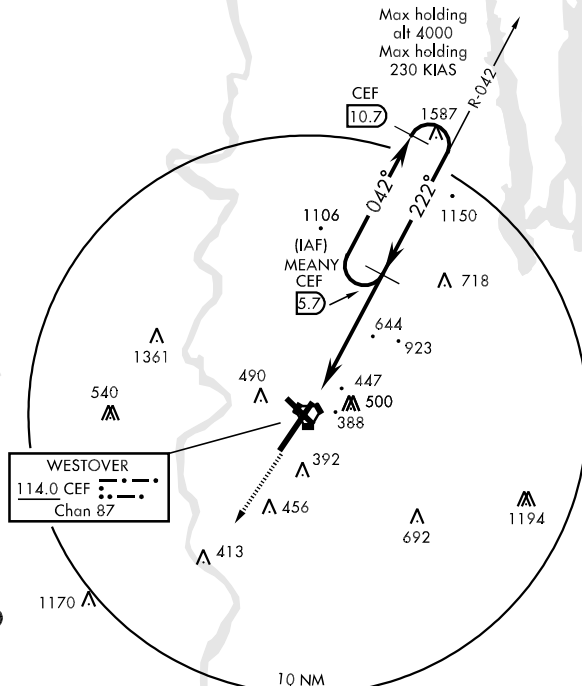 Max holding
alt 4000
Max holding
230 KIAS
R-042
CEF
10.7
1587
042°
222°
1106
1150
(IAF)
MEANY
CEF
5.7
718
644
923
1361
490
447
540
500
388
WESTOVER
114.0 CEF
Chan 87
392
456
692
1194
413
1170
10 NM